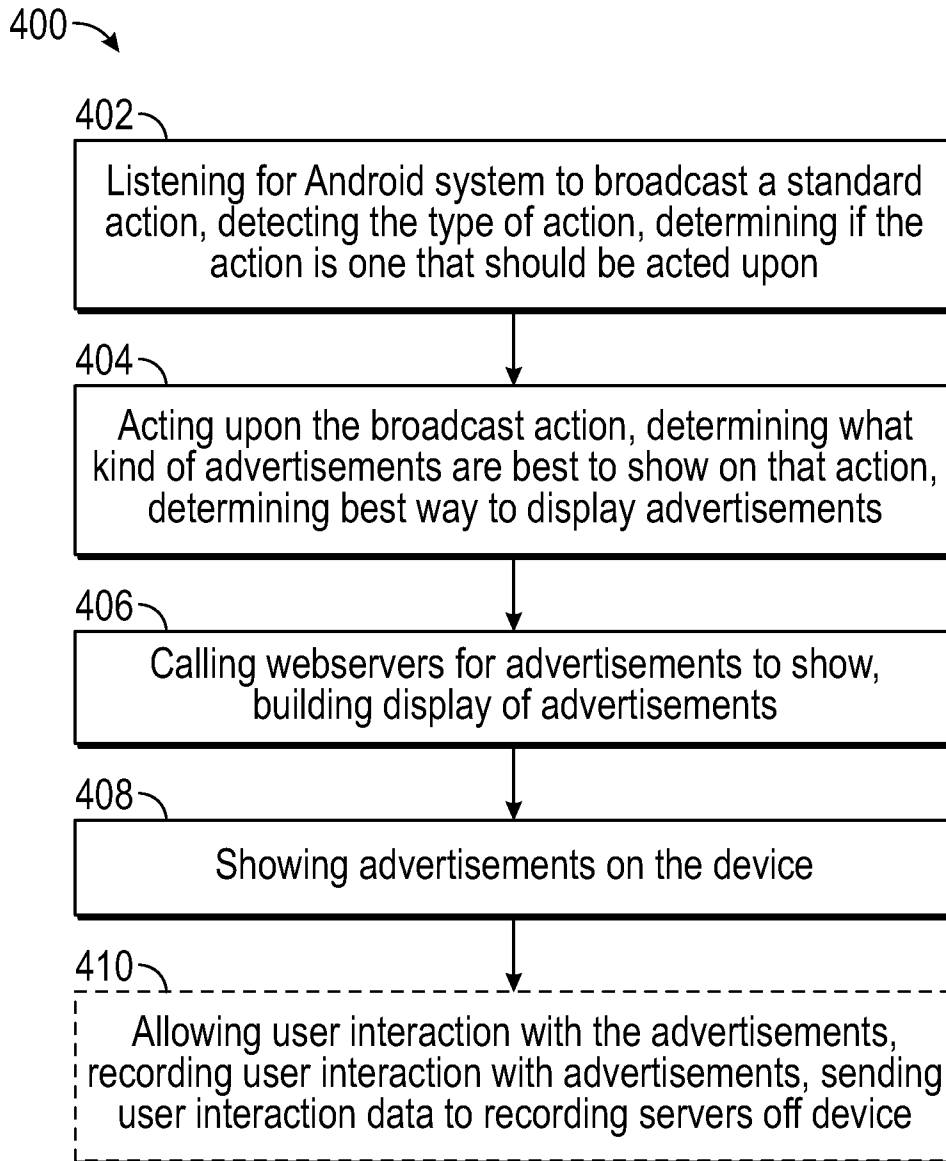 400
402
Listening for Android system to broadcast a standard
action, detecting the type of action, determining if the
action is one that should be acted upon
404
Acting upon the broadcast action, determining what
kind of advertisements are best to show on that action,
determining best way to display advertisements
406
Calling webservers for advertisements to show,
building display of advertisements
408
Showing advertisements on the device
410
Allowing user interaction with the advertisements,
recording user interaction with advertisements, sending
user interaction data to recording servers off device